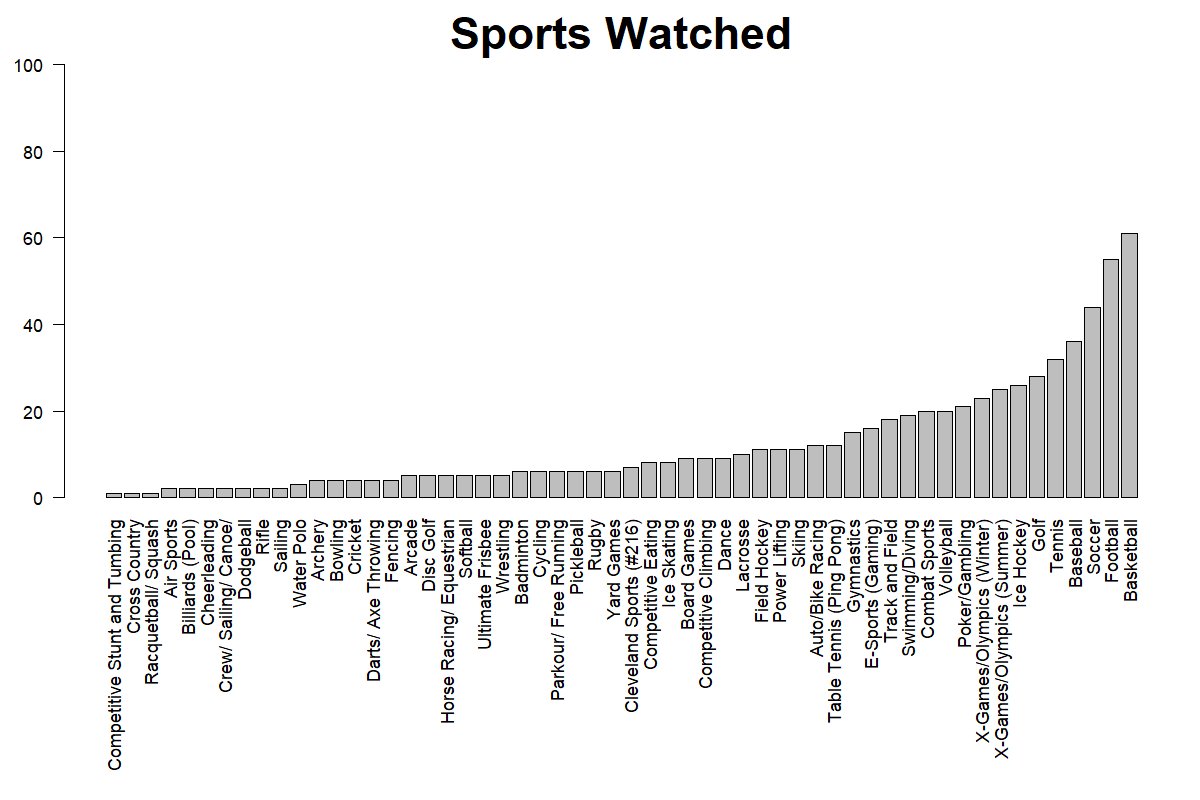 Sports Watched
100
80
60
40
20
0
Competitive Stunt and Tumbing
Cross Country
Racquetball/ Squash
Air Sports
Billiards (Pool)
Cheerleading
Crew/ Sailing/ Canoe/
Dodgeball
Rifle
Sailing
Water Polo
Archery
Bowling
Cricket
Darts/ Axe Throwing
Fencing
Arcade
Disc Golf
Horse Racing/ Equestrian
Softball
Ultimate Frisbee
Wrestling
Badminton
Cycling
Parkour/ Free Running
Pickleball
Rugby
Yard Games
Cleveland Sports (#216)
Competitive Eating
Ice Skating
Board Games
Competitive Climbing
Dance
Lacrosse
Field Hockey
Power Lifting
Skiing
Auto/Bike Racing
Table Tennis (Ping Pong)
Gymnastics
E-Sports (Gaming)
Track and Field
Swimming/Diving
Combat Sports
Volleyball
Poker/Gambling
X-Games/Olympics (Winter)
X-Games/Olympics (Summer)
Ice Hockey
Golf
Tennis
Baseball
Soccer
Football
Basketball